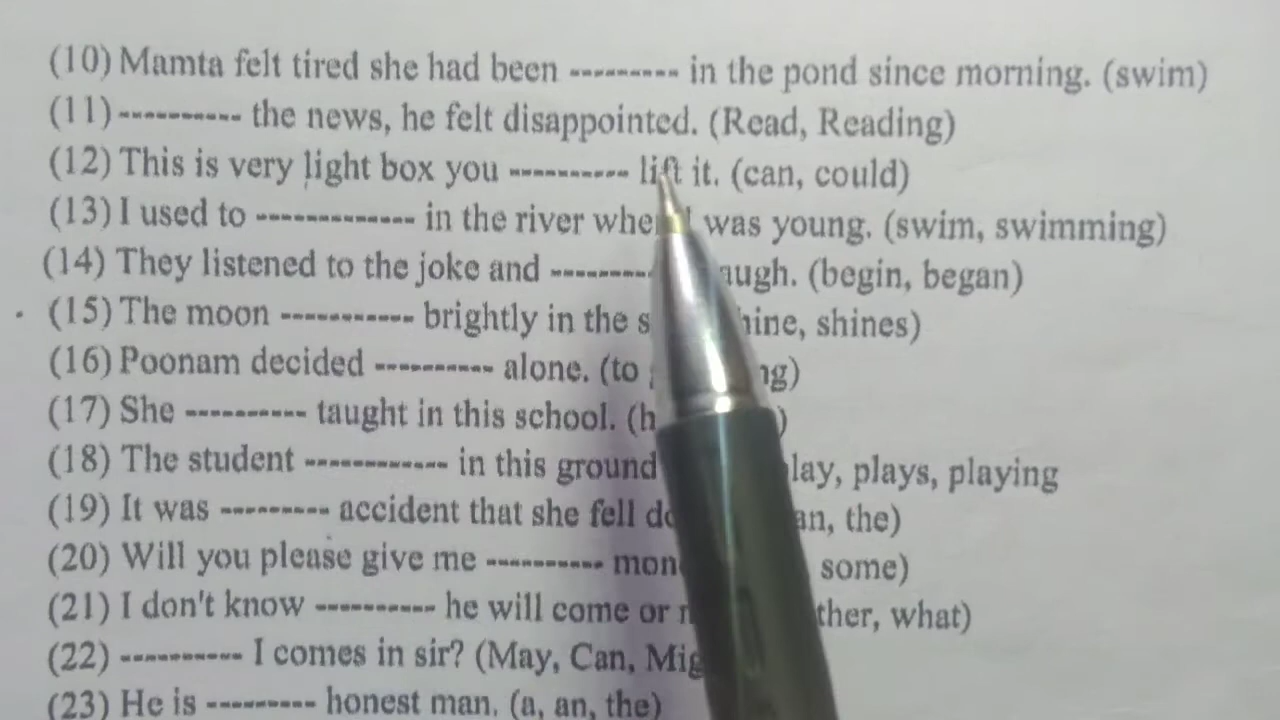 (10) Mamta felt tired she had been --------- in the pond since morning. (swim)
(11) ---------- the news, he felt disappointed. (Read, Reading)
(12) This is very light box you ---------- lift it. (can, could)
(13) I used to ------------- in the river when I was young. (swim, swimming)
(14) They listened to the joke and --------- laugh. (begin, began)
(15) The moon ----------- brightly in the shine, shines)
(16) Poonam decided ---------- alone. (to
(17) She ---------- taught in this school.
(18) The student ------------ in this ground play, plays, playing
(19) It was --------- accident that she fell an, the)
(20) Will you please give me ---------- some)
(21) I don't know ---------- he will come or what)
(22) ---------- I comes in sir? (May, Can,
(23) He is --------- honest man. (a, an, the)